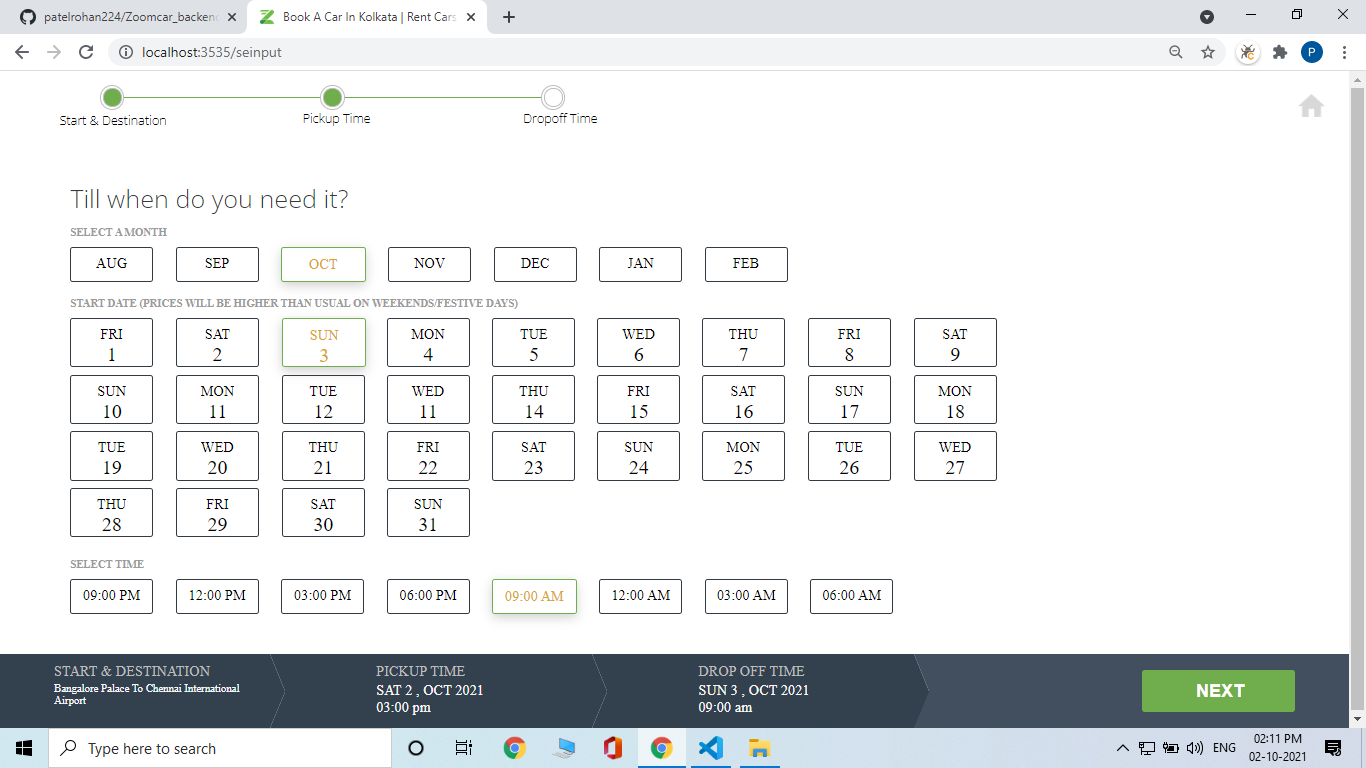 patelrohan224/Zoomcar_backend
Book A Car In Kolkata | Rent Cars
localhost:3535/seinput
P
Start & Destination
Pickup Time
Dropoff Time
Till when do you need it?
SELECT A MONTH
AUG SEP OCT NOV DEC JAN FEB
START DATE (PRICES WILL BE HIGHER THAN USUAL ON WEEKENDS/FESTIVE DAYS)
FRI SAT SUN MON TUE WED THU FRI SAT
1 2 3 4 5 6 7 8 9
SUN MON TUE WED THU FRI SAT SUN MON
10 11 12 11 14 15 16 17 18
TUE WED THU FRI SAT SUN MON TUE WED
19 20 21 22 23 24 25 26 27
THU FRI SAT SUN
28 29 30 31
SELECT TIME
09:00 PM 12:00 PM 03:00 PM 06:00 PM 09:00 AM 12:00 AM 03:00 AM 06:00 AM
START & DESTINATION
Bangalore Palace To Chennai International
Airport
PICKUP TIME
SAT 2 , OCT 2021
03:00 pm
DROP OFF TIME
SUN 3 , OCT 2021
09:00 am
NEXT
Type here to search
ENG
02:11 PM
02-10-2021